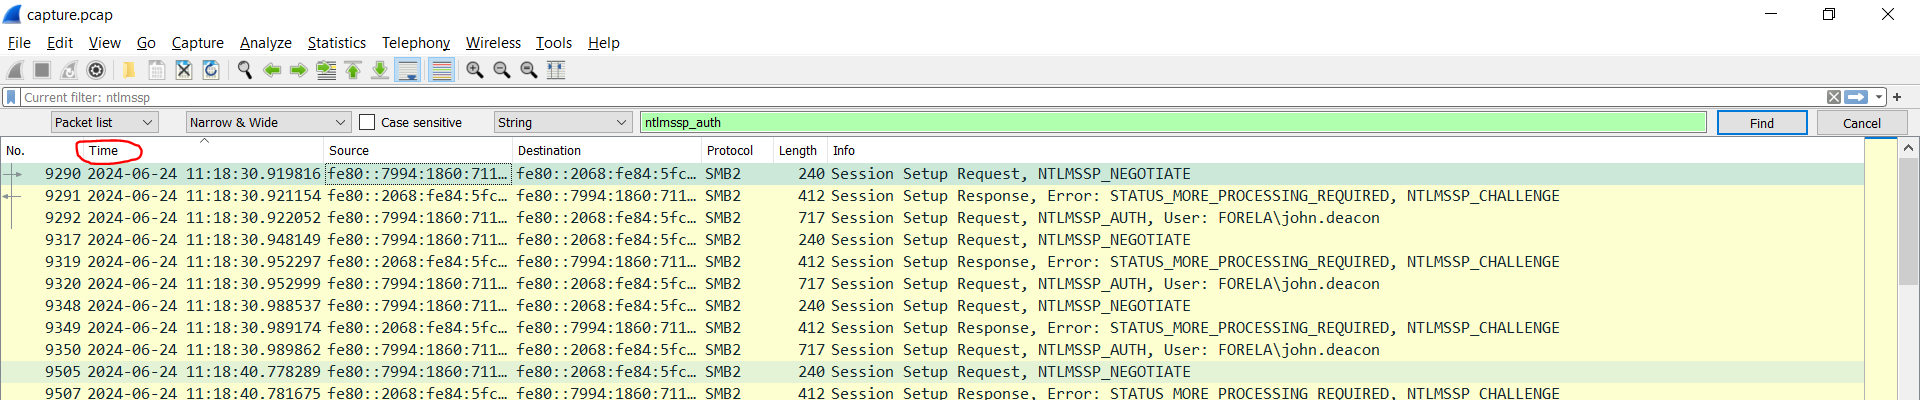 capture.pcap
File Edit View Go Capture Analyze Statistics Telephony Wireless Tools Help
Current filter: ntlmssp
Packet list Narrow & Wide Case sensitive String ntlmssp_auth Find Cancel
No. Time Source Destination Protocol Length Info
9290 2024-06-24 11:18:30.919816 fe80::7994:1860:711… fe80::2068:fe84:5fc… SMB2 240 Session Setup Request, NTLMSSP_NEGOTIATE
9291 2024-06-24 11:18:30.921154 fe80::2068:fe84:5fc… fe80::7994:1860:711… SMB2 412 Session Setup Response, Error: STATUS_MORE_PROCESSING_REQUIRED, NTLMSSP_CHALLENGE
9292 2024-06-24 11:18:30.922052 fe80::7994:1860:711… fe80::2068:fe84:5fc… SMB2 717 Session Setup Request, NTLMSSP_AUTH, User: FORELA\john.deacon
9317 2024-06-24 11:18:30.948149 fe80::7994:1860:711… fe80::2068:fe84:5fc… SMB2 240 Session Setup Request, NTLMSSP_NEGOTIATE
9319 2024-06-24 11:18:30.952297 fe80::2068:fe84:5fc… fe80::7994:1860:711… SMB2 412 Session Setup Response, Error: STATUS_MORE_PROCESSING_REQUIRED, NTLMSSP_CHALLENGE
9320 2024-06-24 11:18:30.952999 fe80::7994:1860:711… fe80::2068:fe84:5fc… SMB2 717 Session Setup Request, NTLMSSP_AUTH, User: FORELA\john.deacon
9348 2024-06-24 11:18:30.988537 fe80::7994:1860:711… fe80::2068:fe84:5fc… SMB2 240 Session Setup Request, NTLMSSP_NEGOTIATE
9349 2024-06-24 11:18:30.989174 fe80::2068:fe84:5fc… fe80::7994:1860:711… SMB2 412 Session Setup Response, Error: STATUS_MORE_PROCESSING_REQUIRED, NTLMSSP_CHALLENGE
9350 2024-06-24 11:18:30.989862 fe80::7994:1860:711… fe80::2068:fe84:5fc… SMB2 717 Session Setup Request, NTLMSSP_AUTH, User: FORELA\john.deacon
9505 2024-06-24 11:18:40.778289 fe80::7994:1860:711… fe80::2068:fe84:5fc… SMB2 240 Session Setup Request, NTLMSSP_NEGOTIATE
9507 2024-06-24 11:18:40.781675 fe80::2068:fe84:5fc… fe80::7994:1860:711… SMB2 412 Session Setup Response, Error: STATUS_MORE_PROCESSING_REQUIRED, NTLMSSP_CHALLENGE